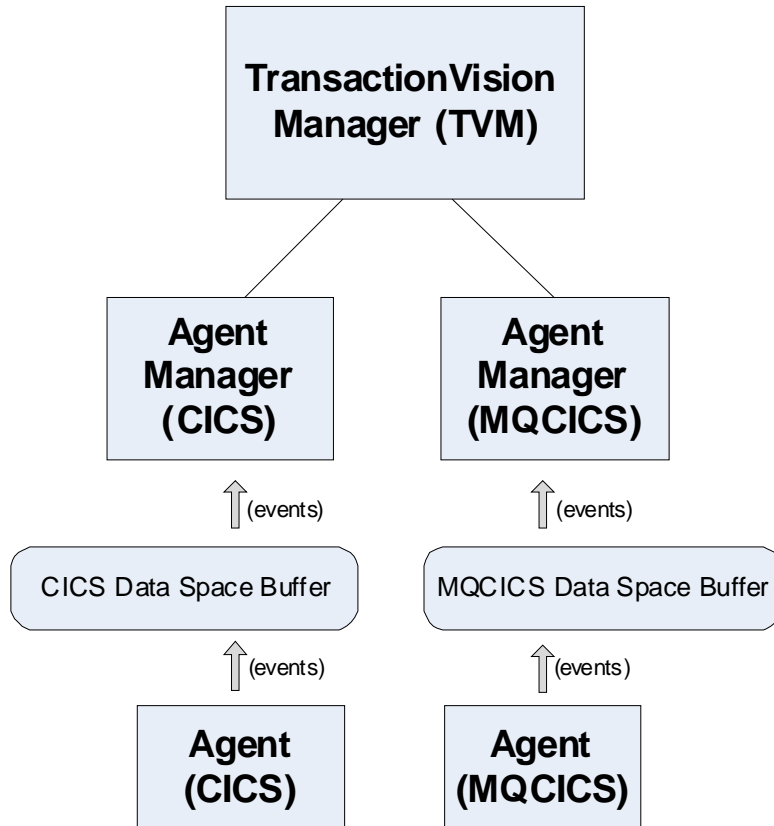 TransactionVision
Manager (TVM)
Agent
Manager
(CICS)
Agent
Manager
(MQCICS)
(events)
(events)
CICS Data Space Buffer
MQCICS Data Space Buffer
(events)
(events)
Agent
(CICS)
Agent
(MQCICS)